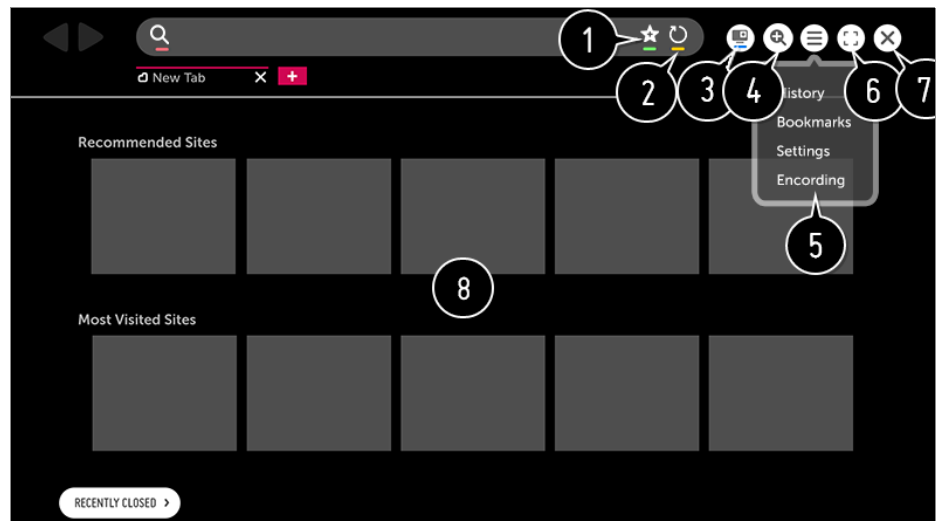 1
New Tab
2
3
4
6
7
History
Bookmarks
Settings
Encording
5
Recommended Sites
8
Most Visited Sites
RECENTLY CLOSED